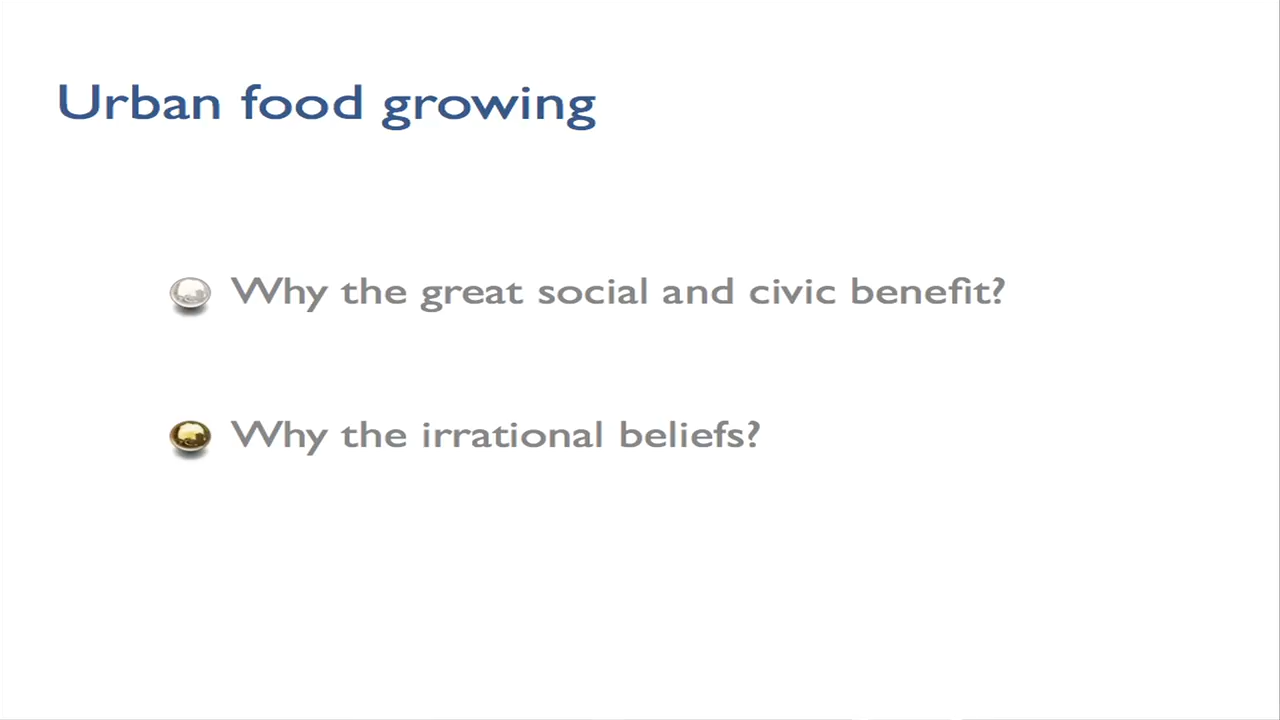 Urban food growing
Why the great social and civic benefit?
Why the irrational beliefs?